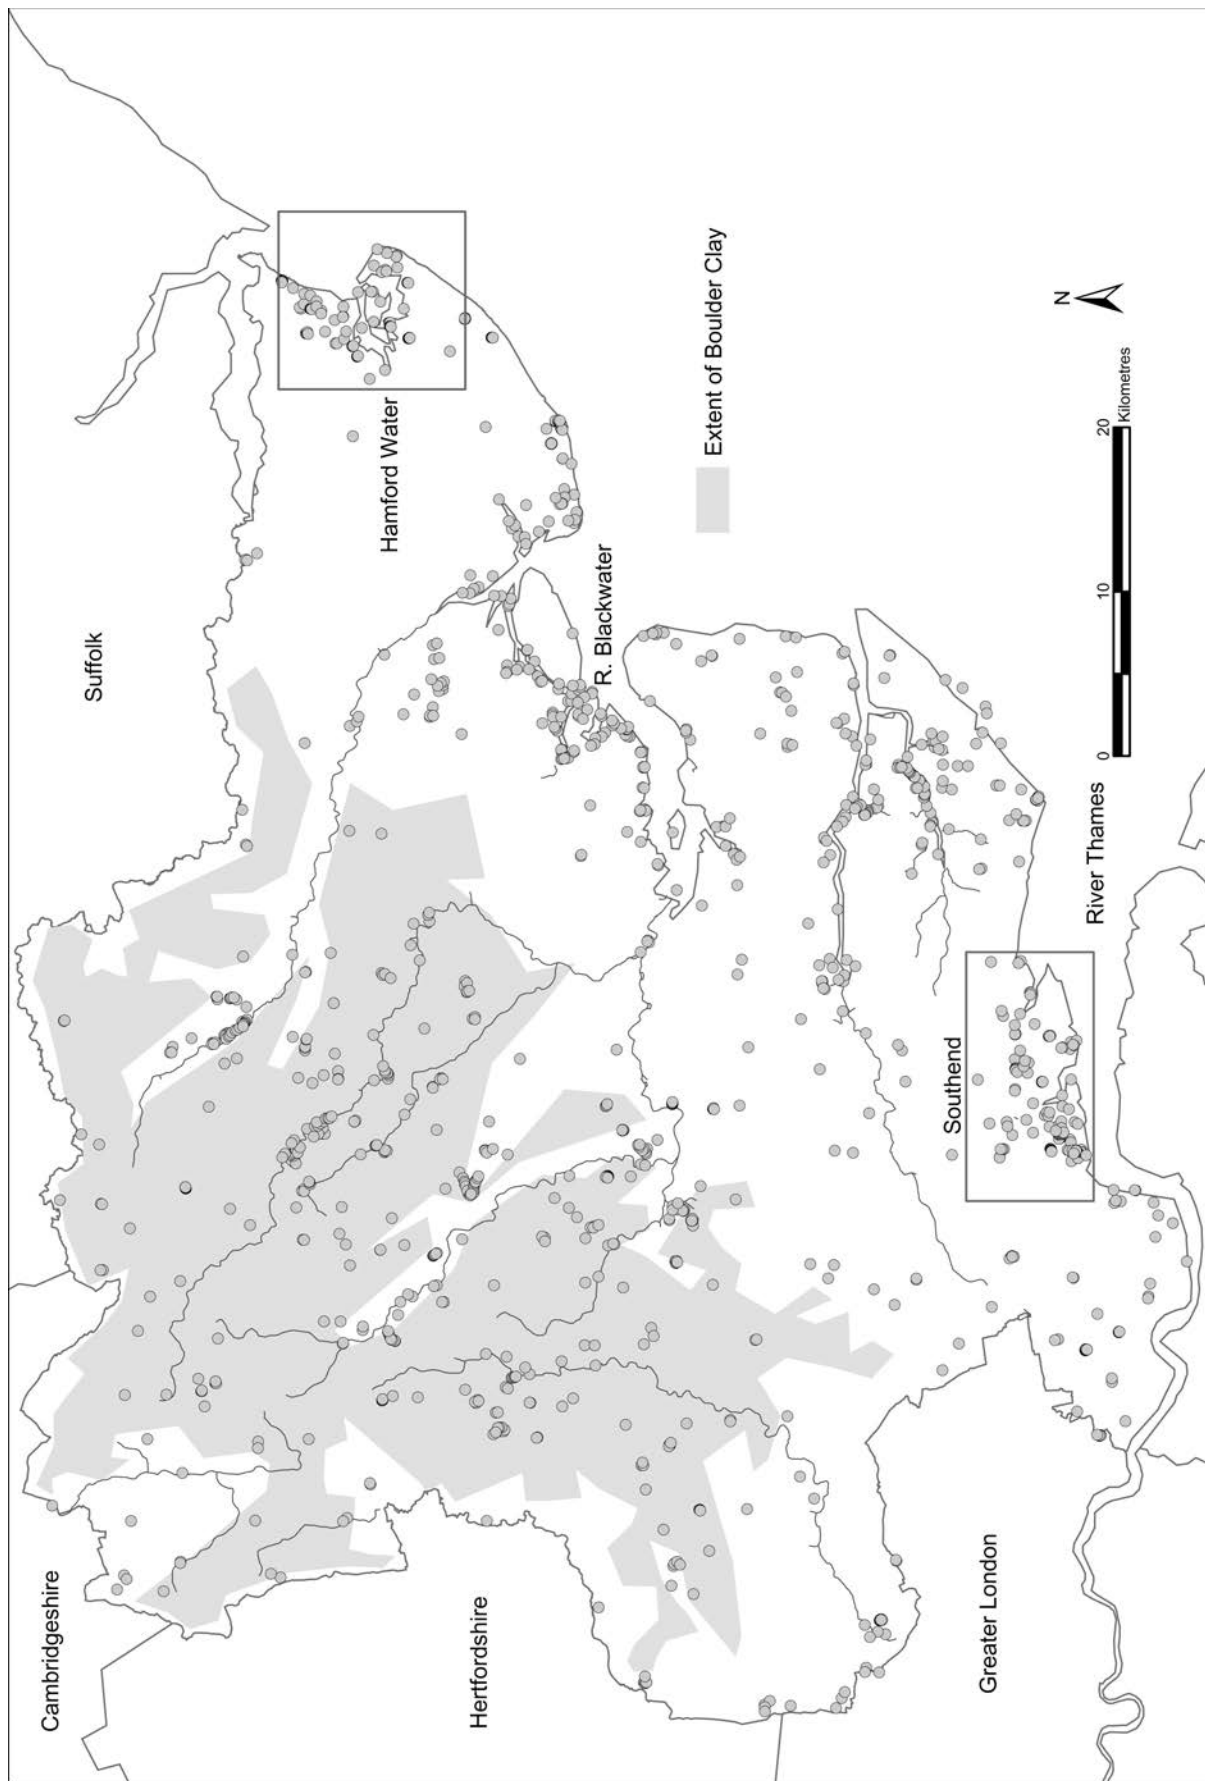 Cambridgeshire
Suffolk
Hertfordshire
Hamford Water
R. Blackwater
Extent of Boulder Clay
Southend
Greater London
River Thames
N
0
10
20
Kilometres